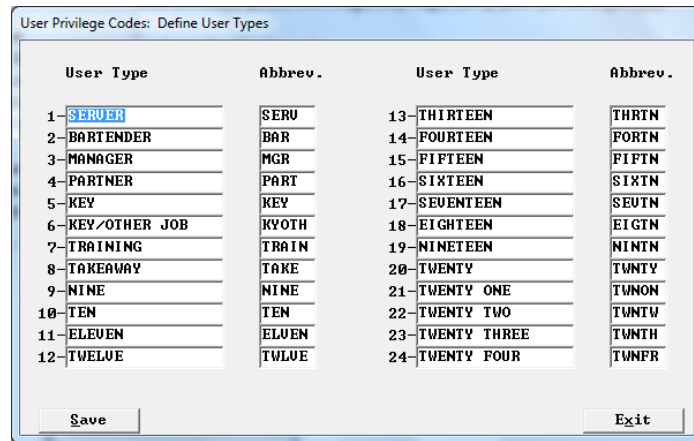 User Privilege Codes: Define User Types
User Type Abbrev. User Type Abbrev.
1-SERVER SERV 13-THIRTEEN THRTN
2-BARTENDER BAR 14-FOURTEEN FORTN
3-MANAGER MGR 15-FIFTEEN FIFTN
4-PARTNER PART 16-SIXTEEN SIXTN
5-KEY KEY 17-SEVENTEEN SEVTN
6-KEY/OTHER JOB KYOTH 18-EIGHTEEN EIGTN
7-TRAINING TRAIN 19-NINETEEN NINTN
8-TAKEAWAY TAKE 20-TWENTY TWNTY
9-NINE NINE 21-TWENTY ONE TWNON
10-TEN TEN 22-TWENTY TWO TWNTW
11-ELEVEN ELVEN 23-TWENTY THREE TWNTH
12-TWELVE TWLVE 24-TWENTY FOUR TWNFR
Save Exit